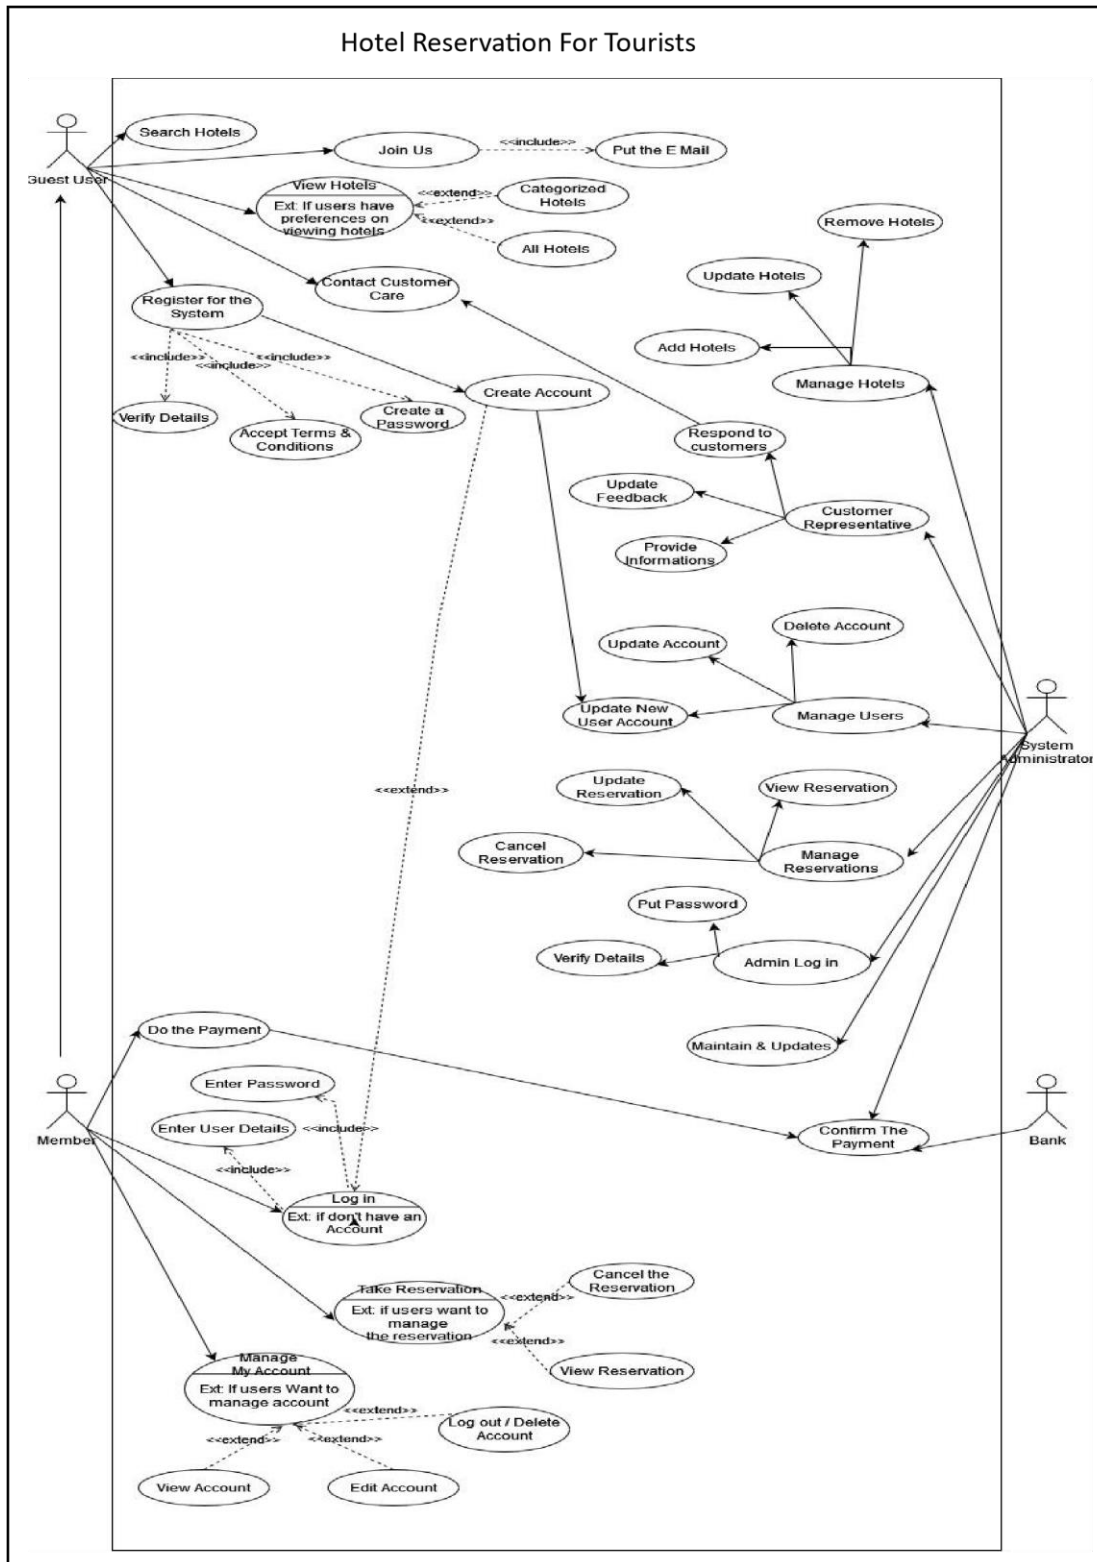 Hotel Reservation For Tourists
Search Hotels
Join Us
<<include>>
Put the E Mail
Guest User
View Hotels
Ext: If users have
preferences on
viewing hotels
<<extend>>
Categorized
Hotels
<<extend>>
All Hotels
Remove Hotels
Update Hotels
Contact Customer
Care
Register for the
System
Add Hotels
<<include>>
<<include>>
<<include>>
Manage Hotels
Create Account
Verify Details
Accept Terms &
Conditions
Create a
Password
Respond to
customers
Update
Feedback
Customer
Representative
Provide
Informations
Delete Account
Update Account
Update New
User Account
Manage Users
System
Administrator
Update
Reservation
View Reservation
<<extend>>
Cancel
Reservation
Manage
Reservations
Put Password
Verify Details
Admin Log in
Do the Payment
Maintain & Updates
Enter Password
Enter User Details
<<include>>
Member
Confirm The
Payment
Bank
<<include>>
Log in
Ext: if don't have an
Account
Take Reservation
Ext: if users want to
manage
the reservation
<<extend>>
Cancel the
Reservation
<<extend>>
View Reservation
Manage
My Account
Ext: If users Want to
manage account
<<extend>>
Log out / Delete
Account
<<extend>>
<<extend>>
View Account
Edit Account